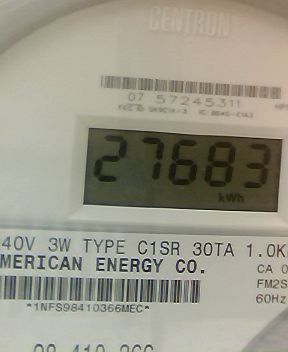 CENTRON
07 57245311
27683
kWh
40V 3W TYPE C1SR 30TA 1.0K
MERICAN ENERGY CO.
CA 0
FM2S
60Hz
*1NFS98410366MEC*